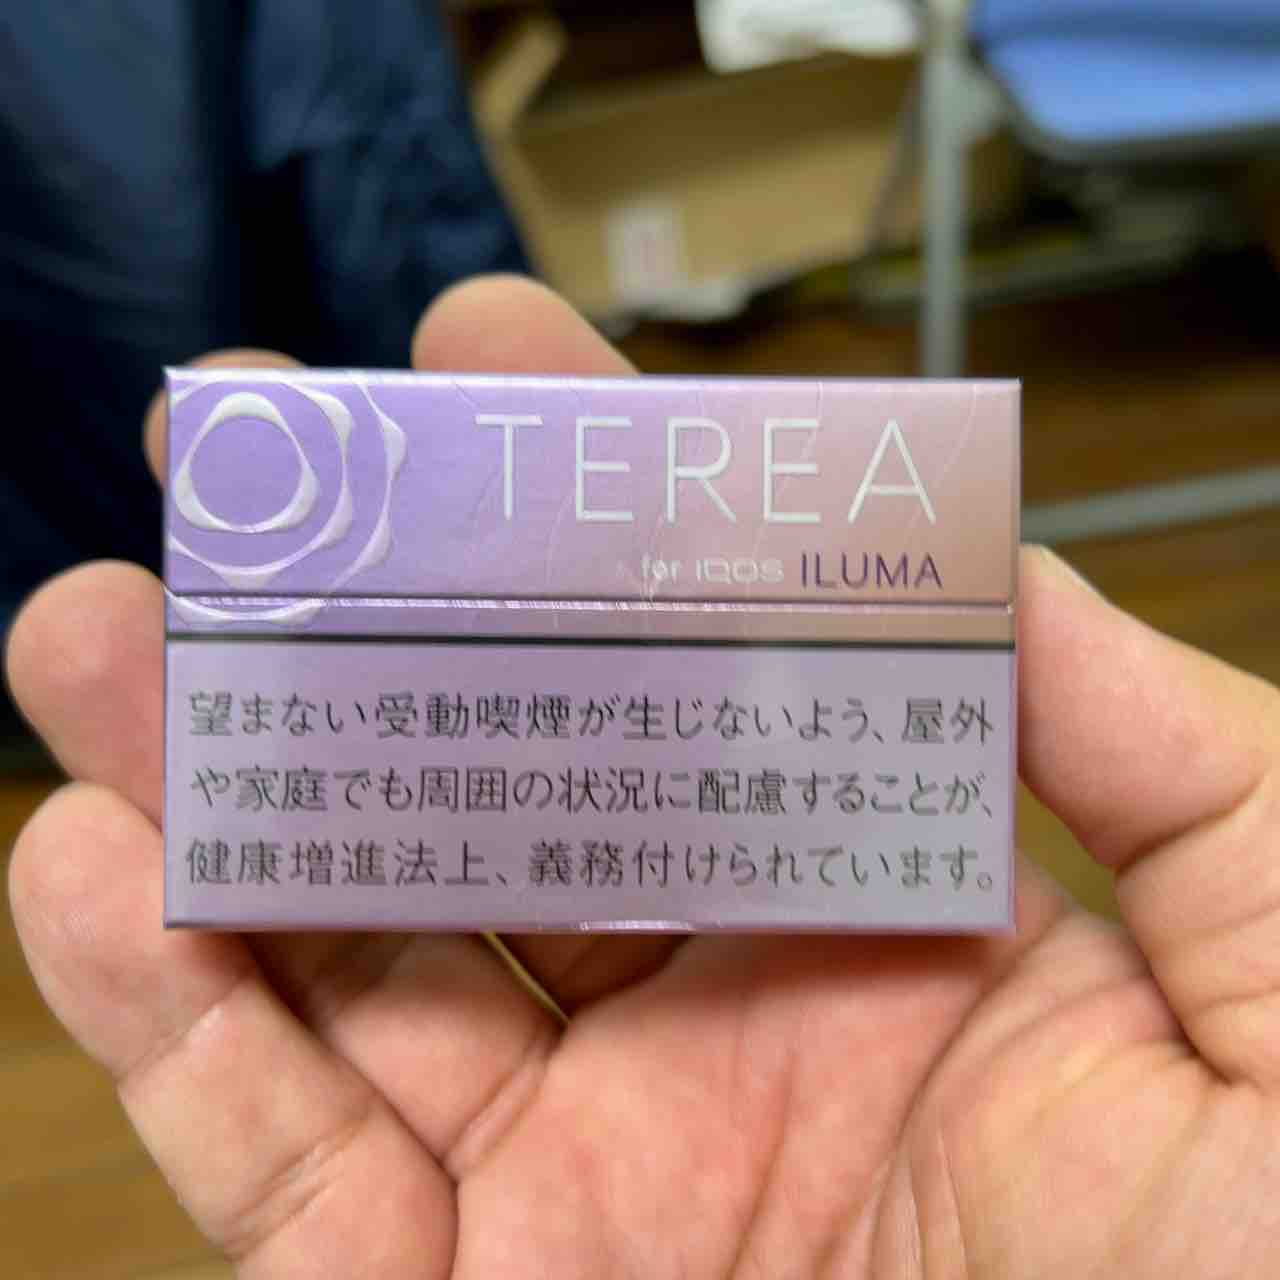 TEREA
for IQOS ILUMA
望まない受動喫煙が生じないよう、屋外
や家庭でも周囲の状況に配慮することが、
健康増進法上、義務付けられています。